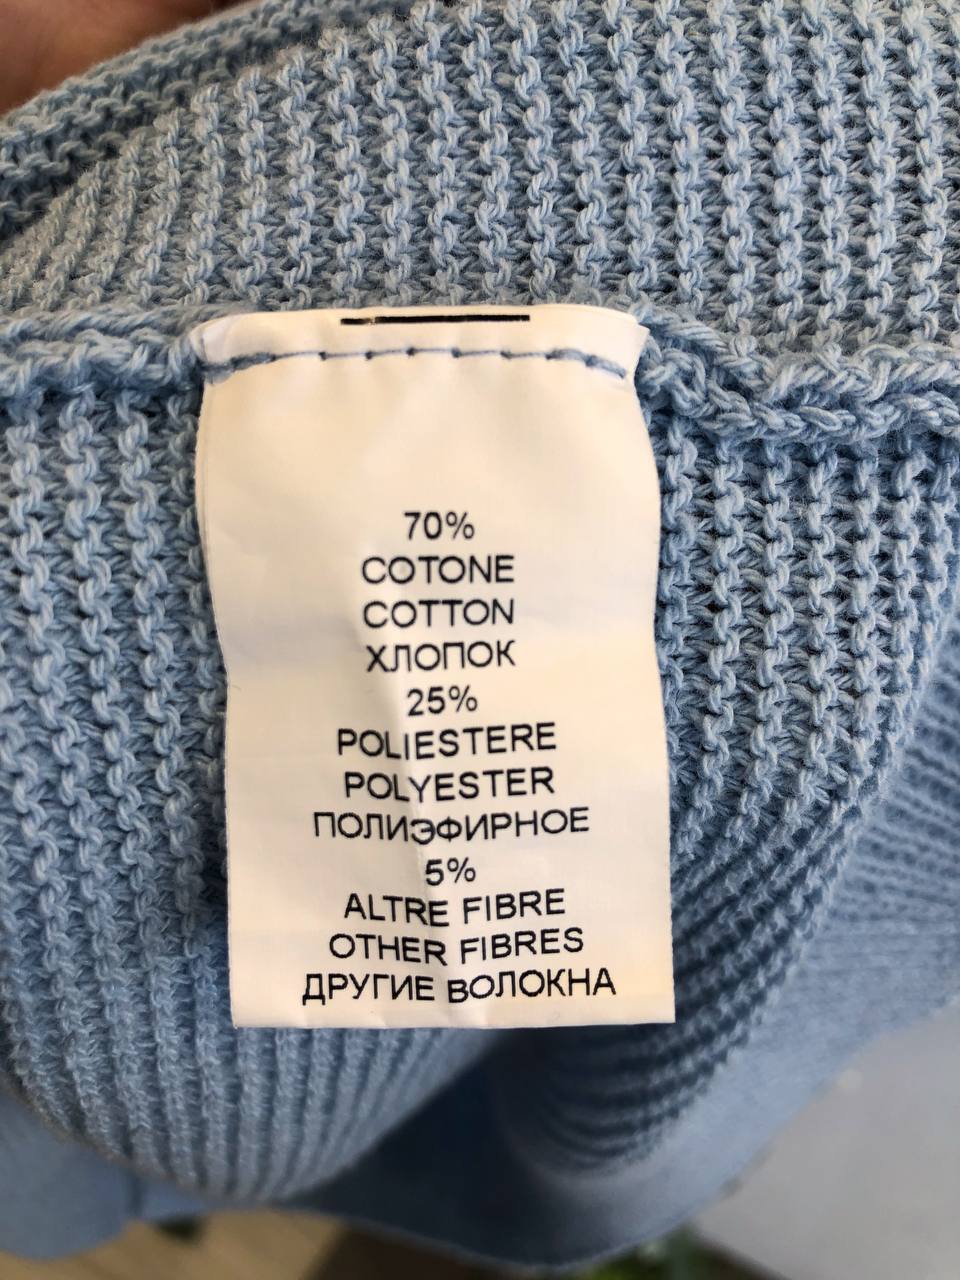 70%
COTONE
COTTON
ХЛОПОК
25%
POLIESTERE
POLYESTER
ПОЛИЭФИРНОЕ
5%
ALTRE FIBRE
OTHER FIBRES
ДРУГИЕ ВОЛОКНА